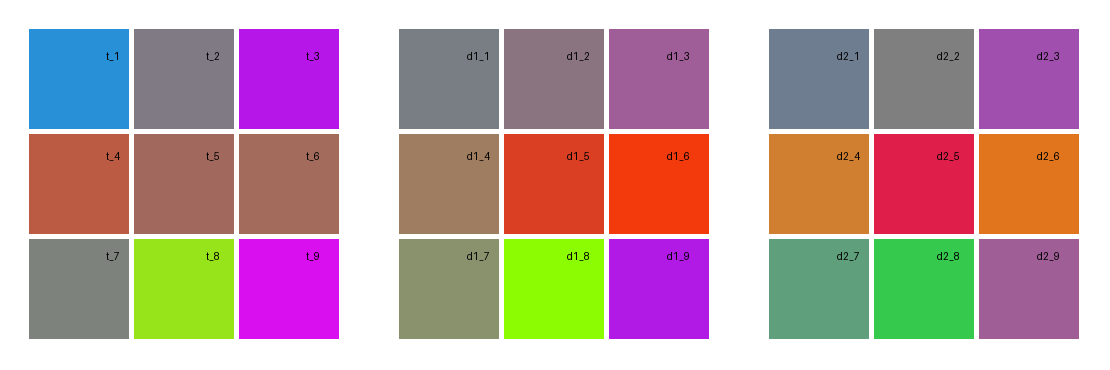 t_1 t_2 t_3 d1_1 d1_2 d1_3 d2_1 d2_2 d2_3
t_4 t_5 t_6 d1_4 d1_5 d1_6 d2_4 d2_5 d2_6
t_7 t_8 t_9 d1_7 d1_8 d1_9 d2_7 d2_8 d2_9